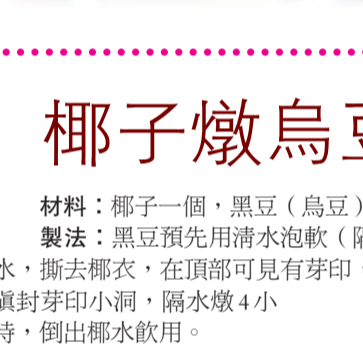 椰子燉烏豆
材料：椰子一個，黑豆（烏豆）
製法：黑豆預先用清水泡軟（隔
水，撕去椰衣，在頂部可見有芽印，
填封芽印小洞，隔水燉4小
時，倒出椰水飲用。